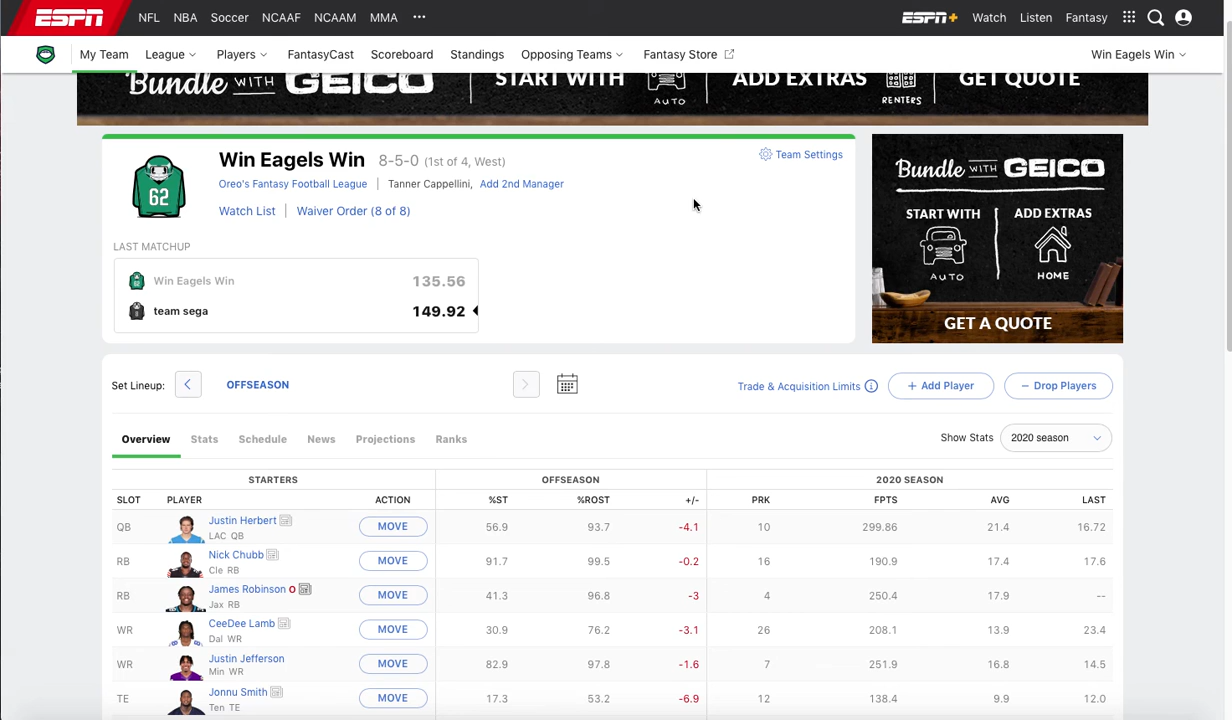 ESPN NFL NBA Soccer NCAAF NCAAM MMA ••• ESPN+ Watch Listen Fantasy
My Team League Players FantasyCast Scoreboard Standings Opposing Teams Fantasy Store Win Eagels Win
Bundle WITH GEICO START WITH AUTO ADD EXTRAS RENTERS GET QUOTE
Win Eagels Win 8-5-0 (1st of 4, West)
Team Settings
Oreo's Fantasy Football League | Tanner Cappellini, Add 2nd Manager
Watch List | Waiver Order (8 of 8)
62
LAST MATCHUP
Win Eagels Win 135.56
team sega 149.92
Bundle WITH GEICO
START WITH ADD EXTRAS
AUTO HOME
GET A QUOTE
Set Lineup: OFFSEASON Trade & Acquisition Limits + Add Player − Drop Players
Overview Stats Schedule News Projections Ranks Show Stats 2020 season
STARTERS OFFSEASON 2020 SEASON
SLOT PLAYER ACTION %ST %ROST +/- PRK FPTS AVG LAST
QB Justin Herbert MOVE 56.9 93.7 -4.1 10 299.86 21.4 16.72
LAC QB
RB Nick Chubb MOVE 91.7 99.5 -0.2 16 190.9 17.4 17.6
Cle RB
RB James Robinson O MOVE 41.3 96.8 -3 4 250.4 17.9 --
Jax RB
WR CeeDee Lamb MOVE 30.9 76.2 -3.1 26 208.1 13.9 23.4
Dal WR
WR Justin Jefferson MOVE 82.9 97.8 -1.6 7 251.9 16.8 14.5
Min WR
TE Jonnu Smith MOVE 17.3 53.2 -6.9 12 138.4 9.9 12.0
Ten TE